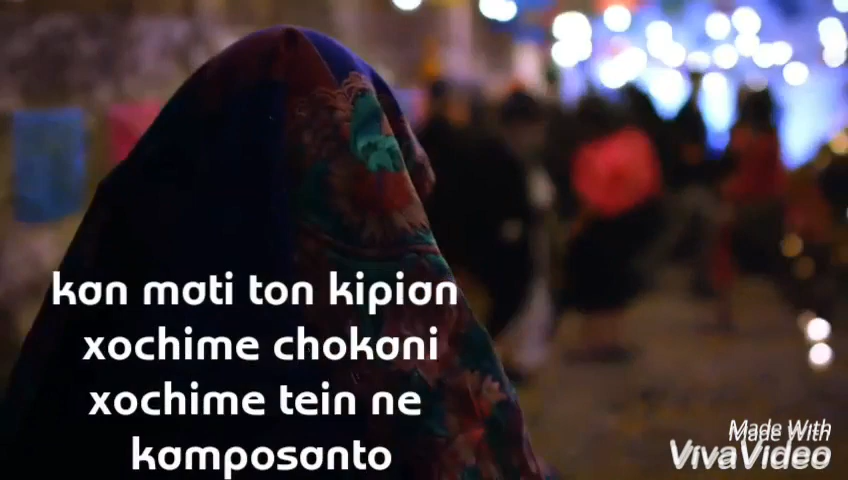 kan mati ton kipian
xochime chokani
xochime tein ne
kamposanto
Made With
VivaVideo